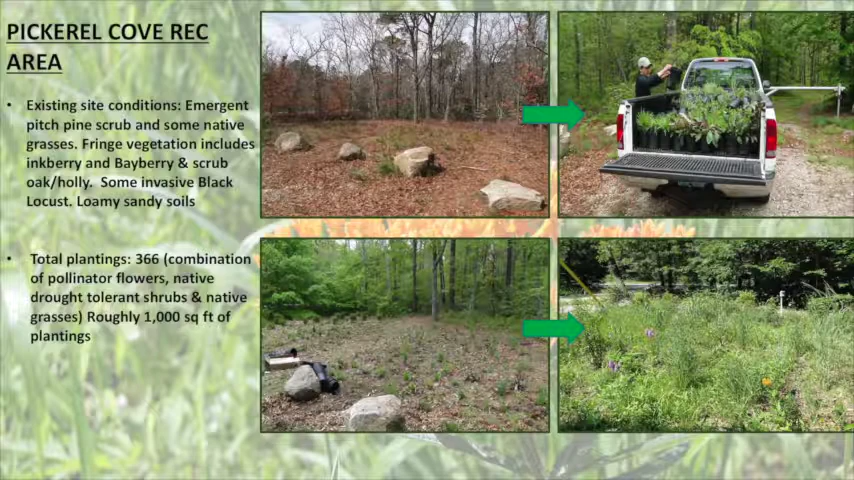 PICKEREL COVE REC
AREA
• Existing site conditions: Emergent
pitch pine scrub and some native
grasses. Fringe vegetation includes
inkberry and Bayberry & scrub
oak/holly. Some invasive Black
Locust. Loamy sandy soils
• Total plantings: 366 (combination
of pollinator flowers, native
drought tolerant shrubs & native
grasses) Roughly 1,000 sq ft of
plantings